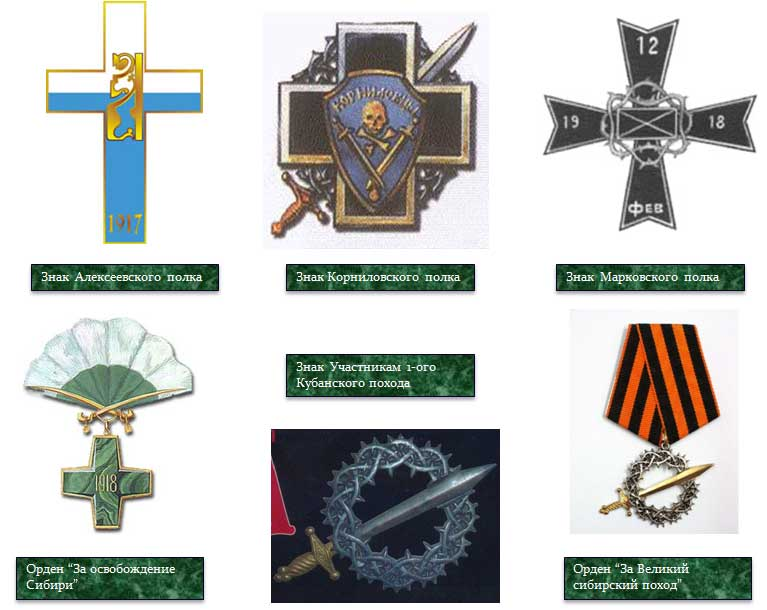 1917
КОРНИЛОВЦЫ
12
19 18
ФЕВ
Знак Алексеевского полка
Знак Корниловского полка
Знак Марковского полка
1918
Знак Участникам 1-ого
Кубанского похода
Орден “За освобождение
Сибири”
Орден “За Великий
сибирский поход”